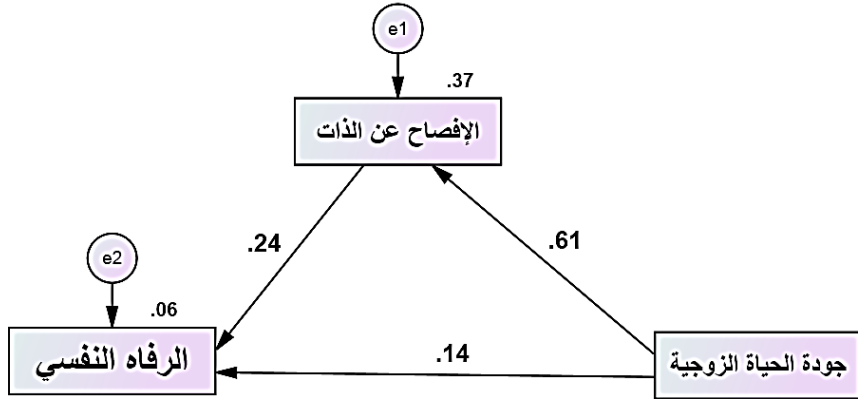 e1
.37
الإفصاح عن الذات
.24
.61
e2
.06
الرفاه النفسي
.14
جودة الحياة الزوجية